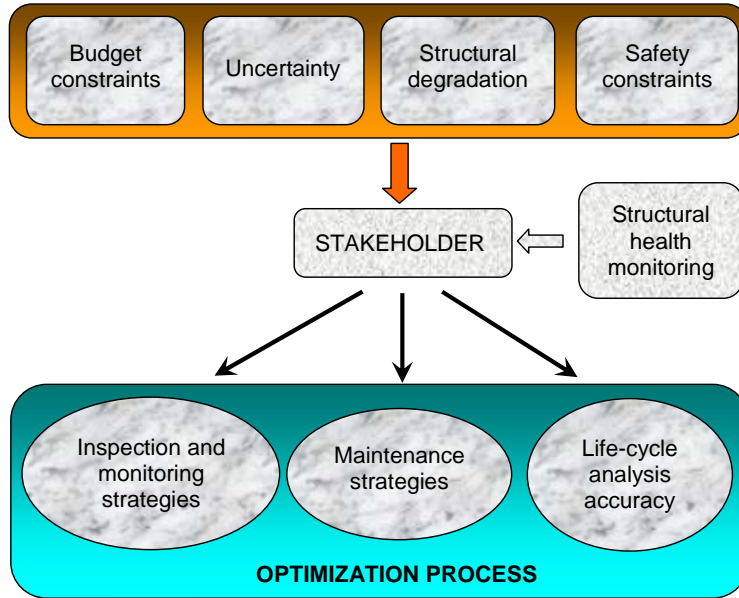 Budget
constraints
Uncertainty
Structural
degradation
Safety
constraints
STAKEHOLDER
Structural
health
monitoring
Inspection and
monitoring
strategies
Maintenance
strategies
Life-cycle
analysis
accuracy
OPTIMIZATION PROCESS